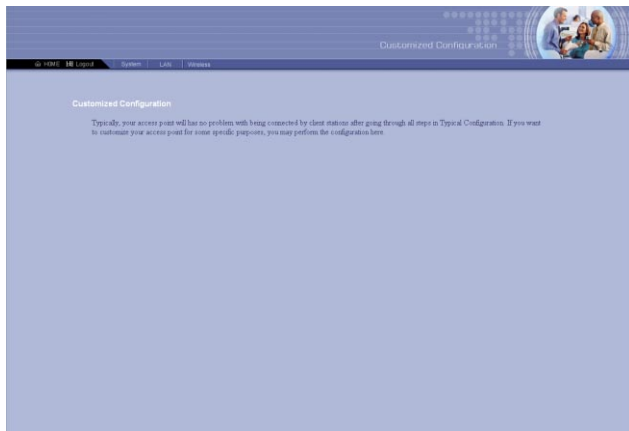 Customized Configuration
HOME Logout System LAN Wireless
Customized Configuration
Typically, your access point will has no problem with being connected by client stations after going through all steps in Typical Configuration. If you want
to customize your access point for some specific purposes, you may perform the configuration here